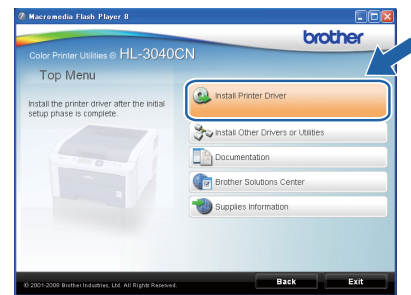 Macromedia Flash Player 8
brother
Color Printer Utilities ® HL-3040CN
Top Menu
Install the printer driver after the initial
setup phase is complete.
Install Printer Driver
Install Other Drivers or Utilities
Documentation
Brother Solutions Center
Supplies Information
© 2001-2008 Brother Industries, Ltd. All Rights Reserved.
Back
Exit